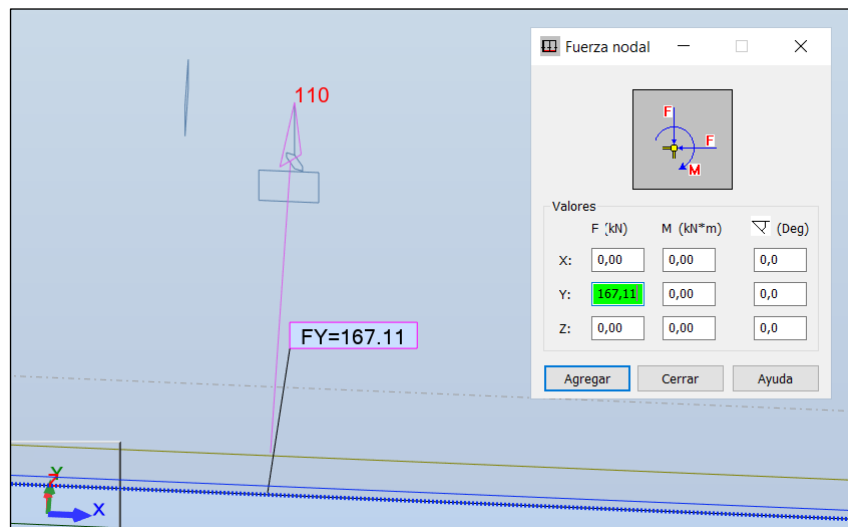 Fuerza nodal
110
F
F
M
Valores
F (kN) M (kN*m) (Deg)
X: 0,00 0,00 0,0
Y: 167,11 0,00 0,0
Z: 0,00 0,00 0,0
FY=167.11
Agregar Cerrar Ayuda
Y
Z
X